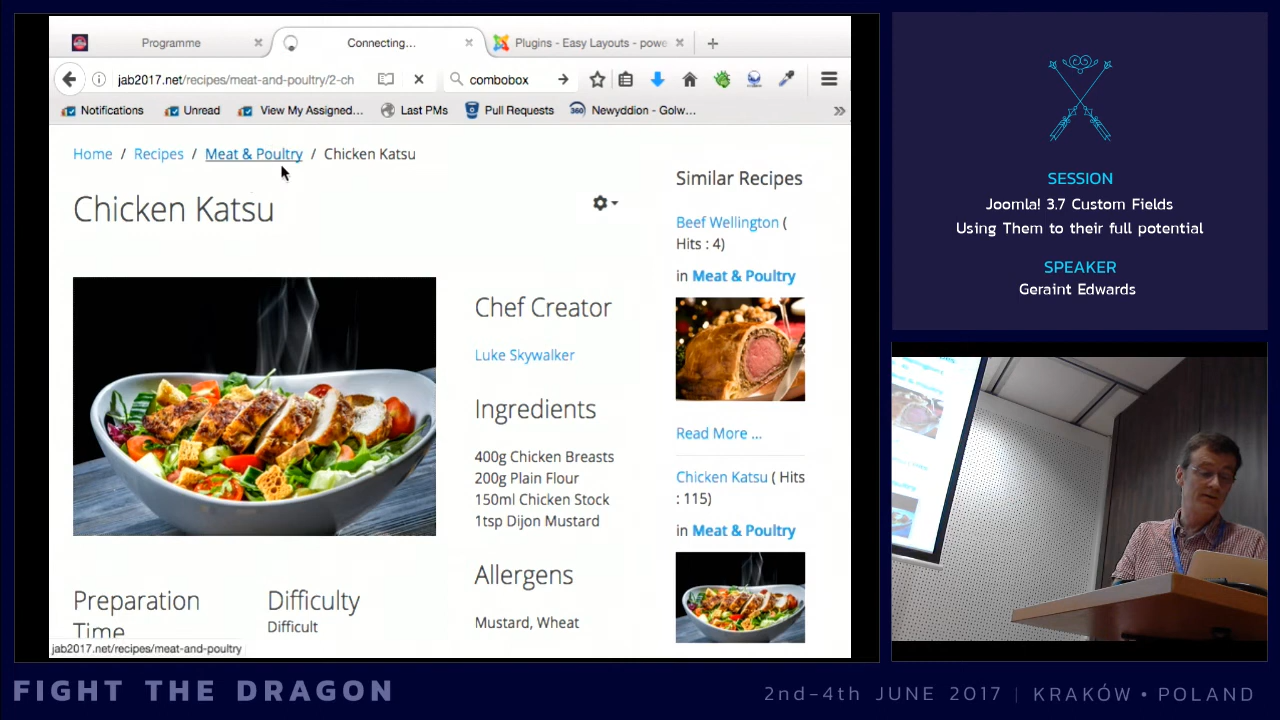 Programme
Connecting...
Plugins - Easy Layouts - powe
jab2017.net/recipes/meat-and-poultry/2-ch
combobox
Notifications
Unread
View My Assigned...
Last PMs
Pull Requests
360
Newyddion - Golw...
Home / Recipes / Meat & Poultry / Chicken Katsu
Chicken Katsu
Chef Creator
Luke Skywalker
Ingredients
400g Chicken Breasts
200g Plain Flour
150ml Chicken Stock
1tsp Dijon Mustard
Allergens
Mustard, Wheat
Preparation
Time
Difficulty
Difficult
jab2017.net/recipes/meat-and-poultry
Similar Recipes
Beef Wellington (
Hits : 4)
in Meat & Poultry
Read More ...
Chicken Katsu ( Hits
: 115)
in Meat & Poultry
SESSION
Joomla! 3.7 Custom Fields
Using Them to their full potential
SPEAKER
Geraint Edwards
FIGHT THE DRAGON
2nd-4th JUNE 2017 | KRAKÓW • POLAND